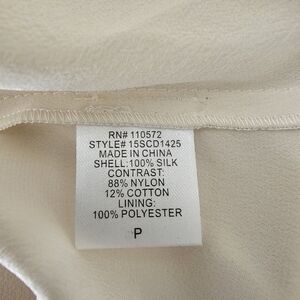 RN# 110572
STYLE# 15SCD1425
MADE IN CHINA
SHELL:100% SILK
CONTRAST:
88% NYLON
12% COTTON
LINING:
100% POLYESTER
P